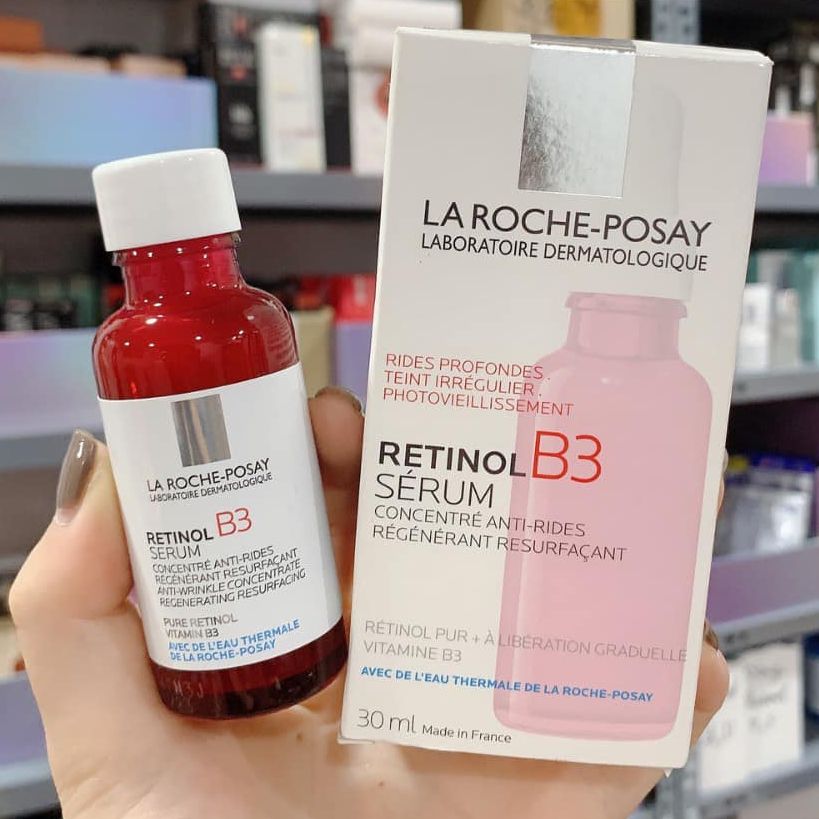 LA ROCHE-POSAY
LABORATOIRE DERMATOLOGIQUE
RETINOL B3
SERUM
CONCENTRÉ ANTI-RIDES
RÉGÉNÉRANT RESURFAÇANT
ANTI-WRINKLE CONCENTRATE
REGENERATING RESURFACING
PURE RETINOL
VITAMIN B3
AVEC DE L'EAU THERMALE
DE LA ROCHE-POSAY
LA ROCHE-POSAY
LABORATOIRE DERMATOLOGIQUE
RIDES PROFONDES
TEINT IRRÉGULIER
PHOTOVIEILLISSEMENT
RETINOL B3
SÉRUM
CONCENTRÉ ANTI-RIDES
RÉGÉNÉRANT RESURFAÇANT
RÉTINOL PUR + À LIBÉRATION GRADUELLE
VITAMINE B3
AVEC DE L'EAU THERMALE DE LA ROCHE-POSAY
30 ml Made in France